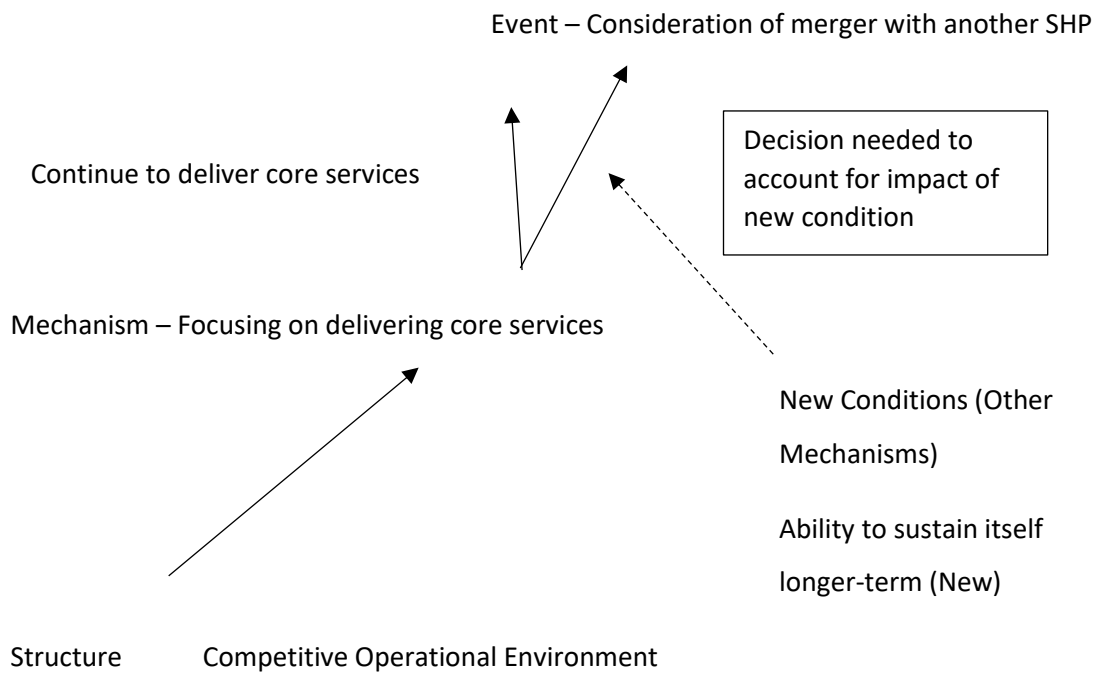 Event – Consideration of merger with another SHP
Decision needed to
account for impact of
new condition
Continue to deliver core services
Mechanism – Focusing on delivering core services
New Conditions (Other
Mechanisms)
Ability to sustain itself
longer-term (New)
Structure Competitive Operational Environment